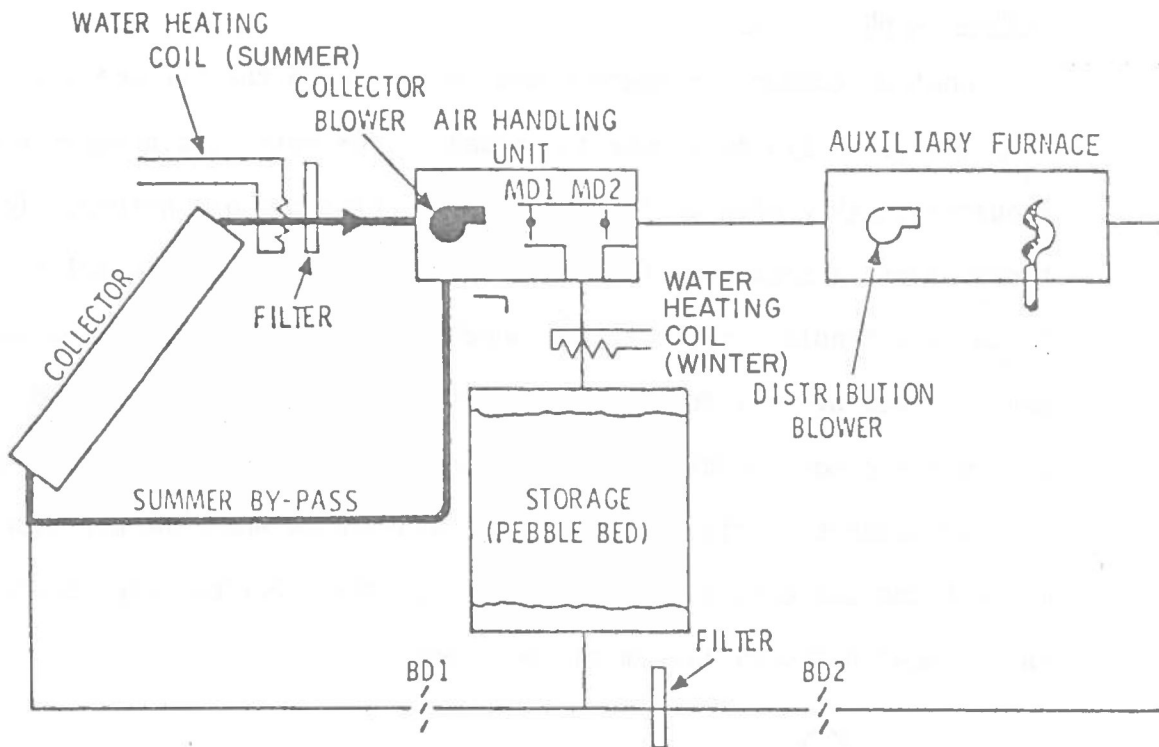 WATER HEATING
COIL (SUMMER)
COLLECTOR
BLOWER
AIR HANDLING
UNIT
MD1 MD2
AUXILIARY FURNACE
COLLECTOR
FILTER
WATER
HEATING
COIL
(WINTER)
DISTRIBUTION
BLOWER
SUMMER BY-PASS
STORAGE
(PEBBLE BED)
FILTER
BD1
BD2